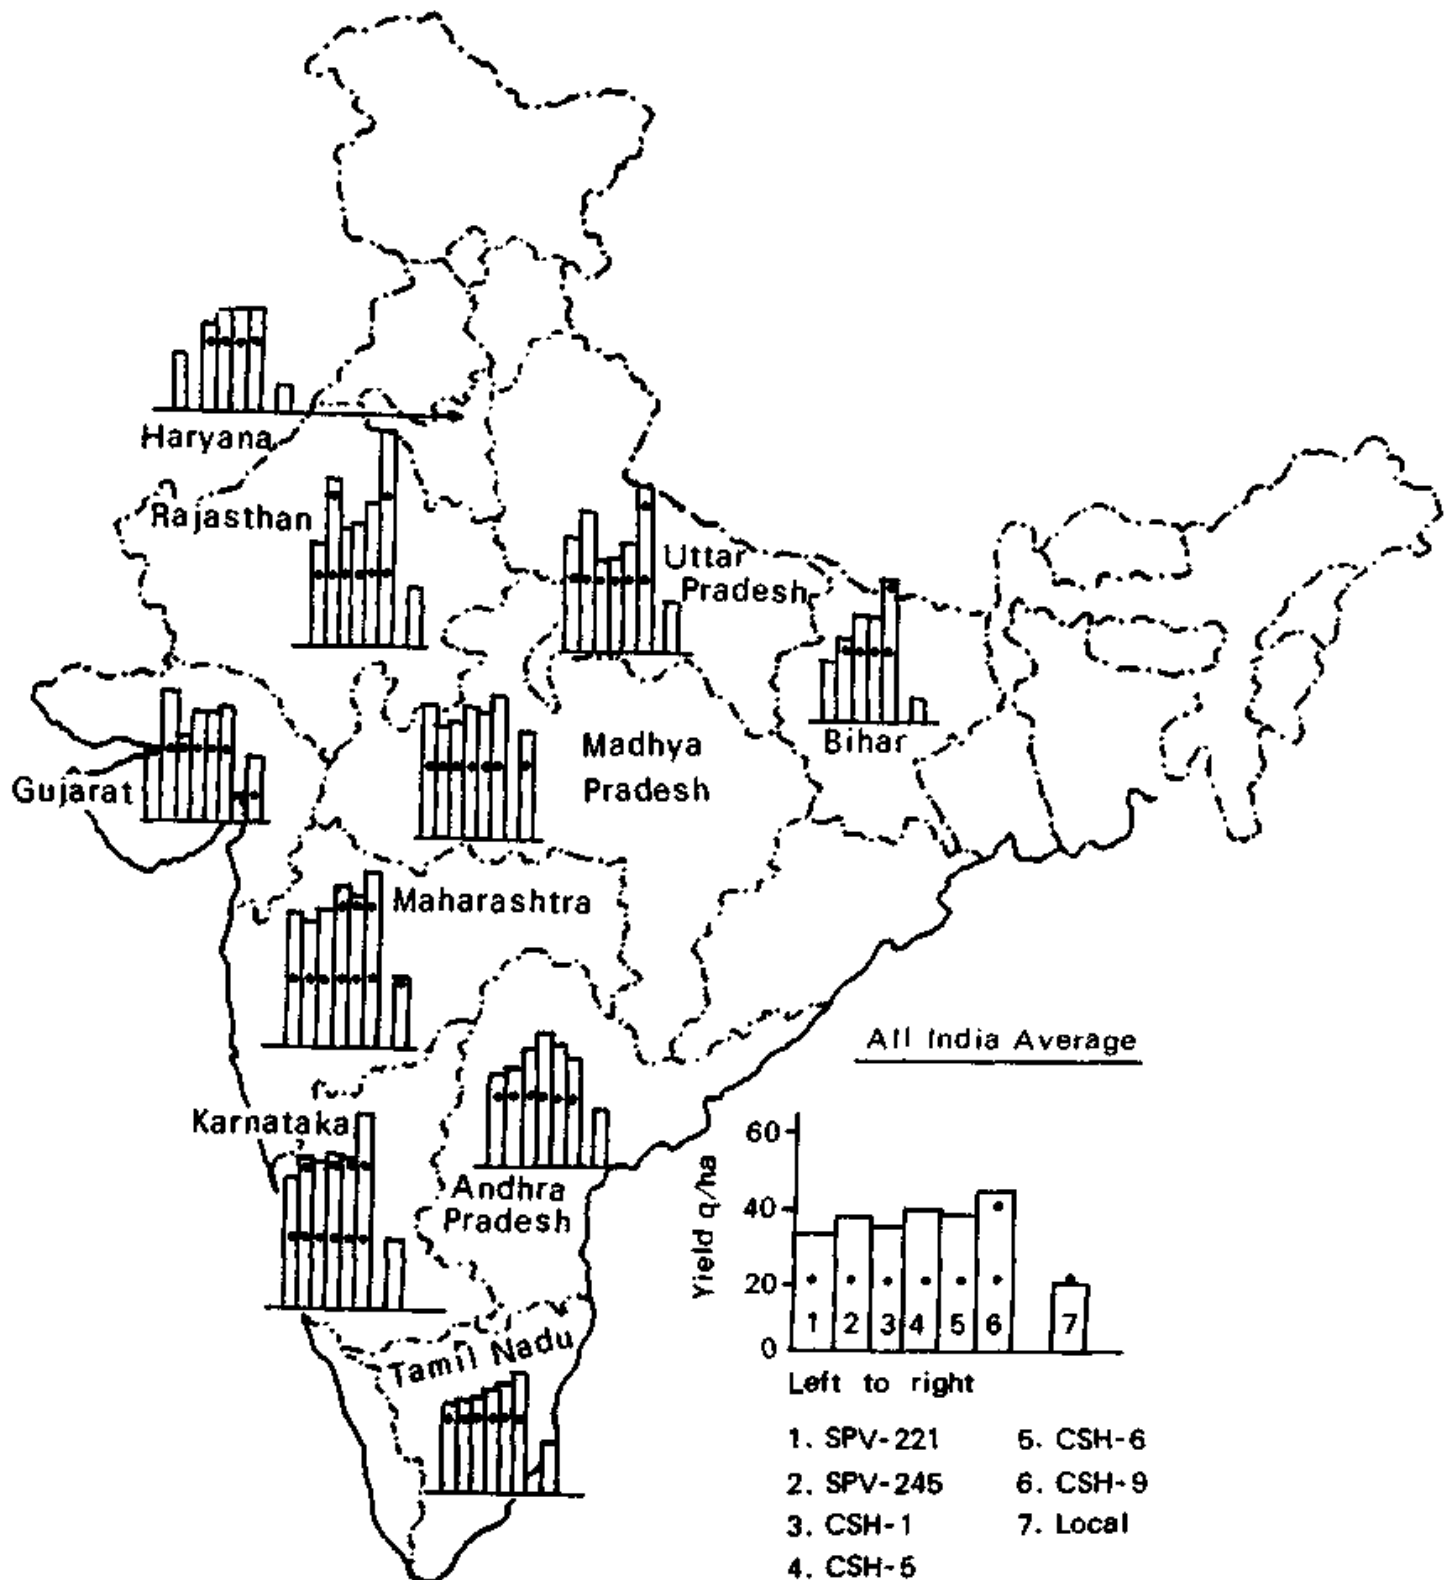 Haryana
Rajasthan
Uttar
Pradesh
Bihar
Gujarat
Madhya
Pradesh
Maharashtra
Karnataka
Andhra
Pradesh
Tamil Nadu
All India Average
Yield q/ha
60
40
20
0
1 2 3 4 5 6 7
Left to right
1. SPV-221
2. SPV-245
3. CSH-1
4. CSH-5
5. CSH-6
6. CSH-9
7. Local